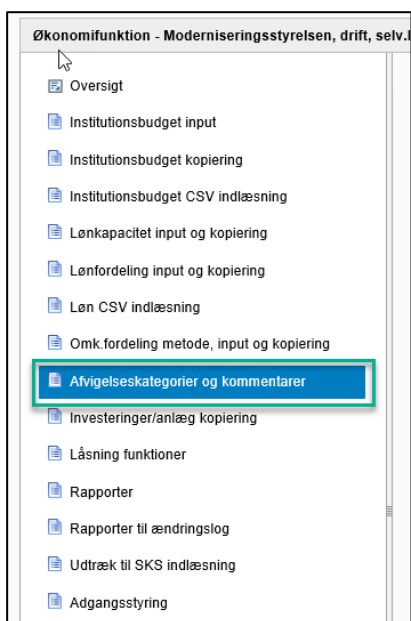 Økonomifunktion - Moderniseringsstyrelsen, drift, selv.
Oversigt
Institutionsbudget input
Institutionsbudget kopiering
Institutionsbudget CSV indlæsning
Lønkapacitet input og kopiering
Lønfordeling input og kopiering
Løn CSV indlæsning
Omk.fordeling metode, input og kopiering
Afvigelseskategorier og kommentarer
Investeringer/anlæg kopiering
Låsning funktioner
Rapporter
Rapporter til ændringslog
Udtræk til SKS indlæsning
Adgangsstyring